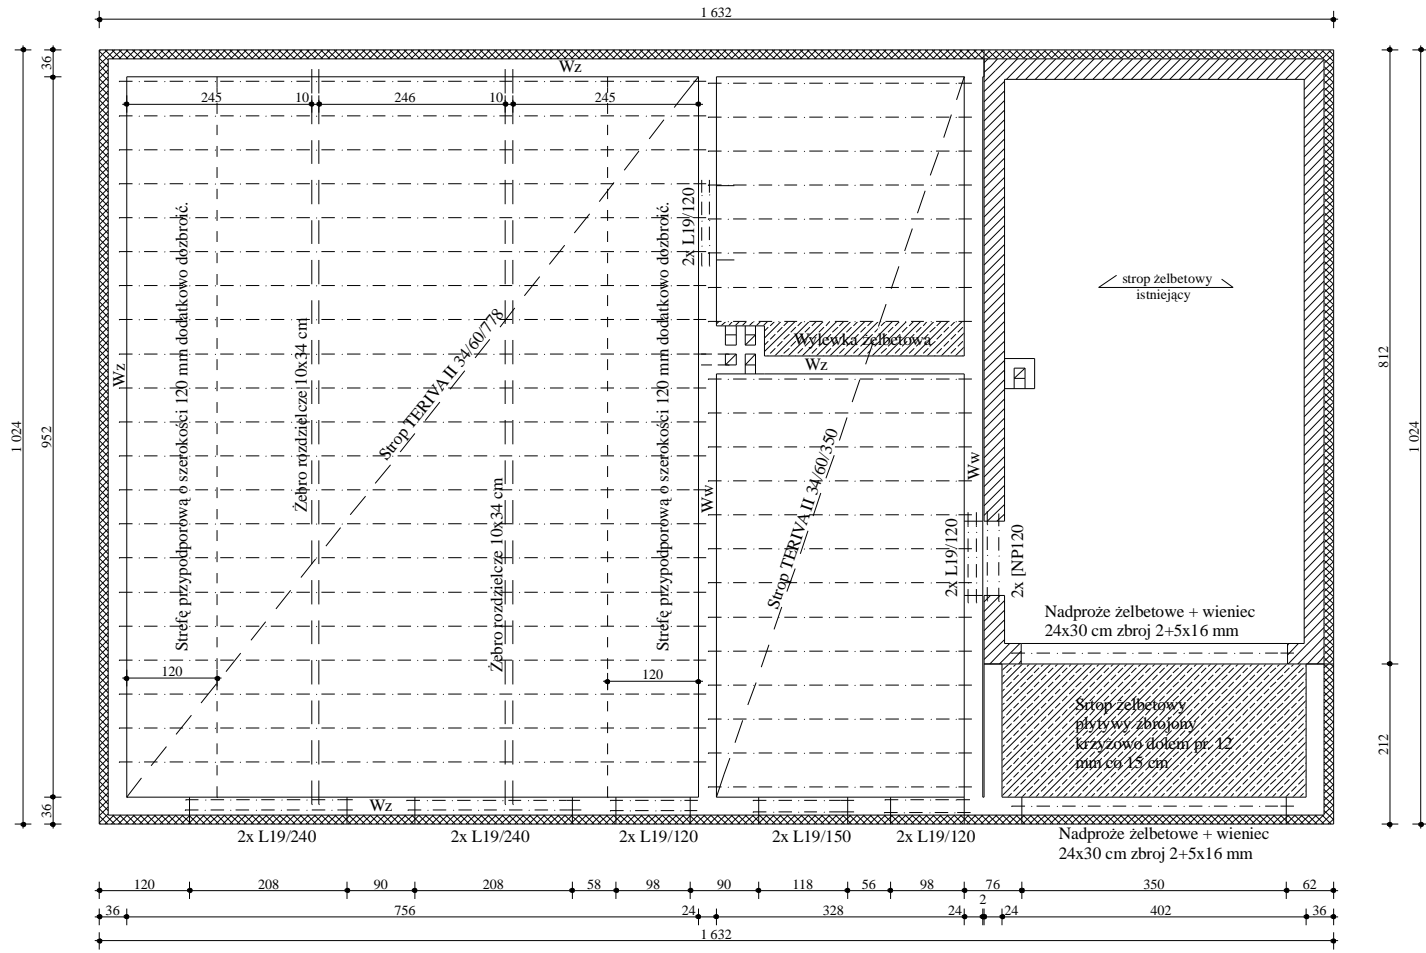 1 632
36
Wz
245
10
246
10
245
Strefę przypodporową o szerokości 120 mm dodatkowo dozbroić.
Żebro rozdzielcze 10x34 cm
Strop TERIVA II 34/60/778
Żebro rozdzielcze 10x34 cm
Strefę przypodporową o szerokości 120 mm dodatkowo dozbroić.
2x L19/120
strop żelbetowy
istniejący
Wylewka żelbetowa
Wz
Wz
812
1 024
952
1 024
Strop TERIVA II 34/60/350
Ww
Ww
2x L19/120
2x [NP120
Nadproże żelbetowe + wieniec
24x30 cm zbroj 2+5x16 mm
120
120
Srtop żelbetowy
płytywy zbrojony
krzyżowo dołem pr. 12
mm co 15 cm
212
36
Wz
2x L19/240
2x L19/240
2x L19/120
2x L19/150
2x L19/120
Nadproże żelbetowe + wieniec
24x30 cm zbroj 2+5x16 mm
120
208
90
208
58
98
90
118
56
98
76
350
62
36
756
24
328
24
2
24
402
36
1 632